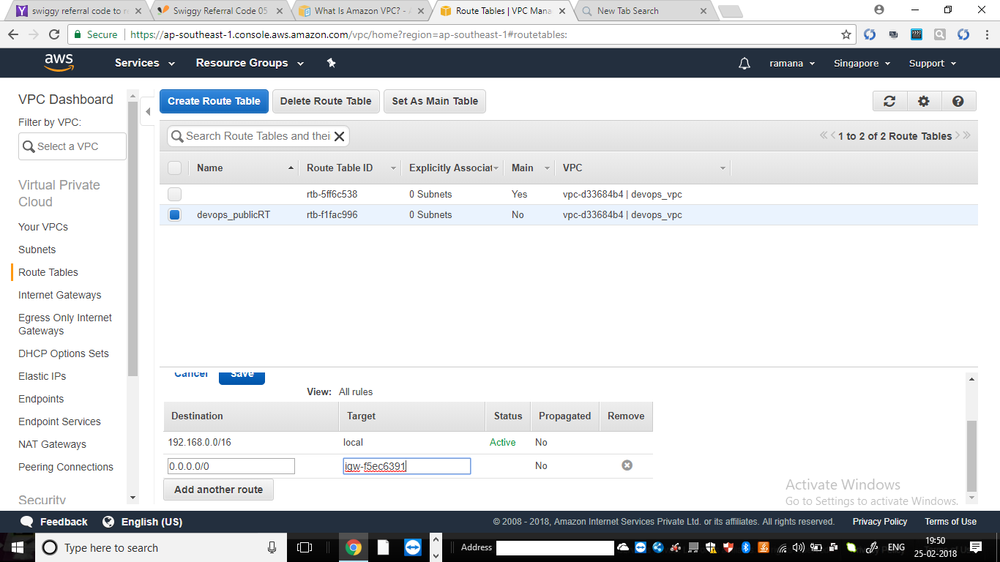 swiggy referral code to r
Swiggy Referral Code 05
What Is Amazon VPC? -
Route Tables | VPC Mana
New Tab Search
Secure
https://ap-southeast-1.console.aws.amazon.com/vpc/home?region=ap-southeast-1#routetables:
aws
Services
Resource Groups
ramana
Singapore
Support
VPC Dashboard
Filter by VPC:
Select a VPC
Virtual Private
Cloud
Your VPCs
Subnets
Route Tables
Internet Gateways
Egress Only Internet
Gateways
DHCP Options Sets
Elastic IPs
Endpoints
Endpoint Services
NAT Gateways
Peering Connections
Security
Create Route Table
Delete Route Table
Set As Main Table
Search Route Tables and thei
1 to 2 of 2 Route Tables
Name Route Table ID Explicitly Associat Main VPC
rtb-5ff6c538 0 Subnets Yes vpc-d33684b4 | devops_vpc
devops_publicRT rtb-f1fac996 0 Subnets No vpc-d33684b4 | devops_vpc
Cancel
Save
View: All rules
Destination Target Status Propagated Remove
192.168.0.0/16 local Active No
0.0.0.0/0 igw-f5ec6391 No
Add another route
Activate Windows
Go to Settings to activate Windows.
Feedback
English (US)
© 2008 - 2018, Amazon Internet Services Private Ltd. or its affiliates. All rights reserved.
Privacy Policy
Terms of Use
Type here to search
Address
ENG
19:50
25-02-2018